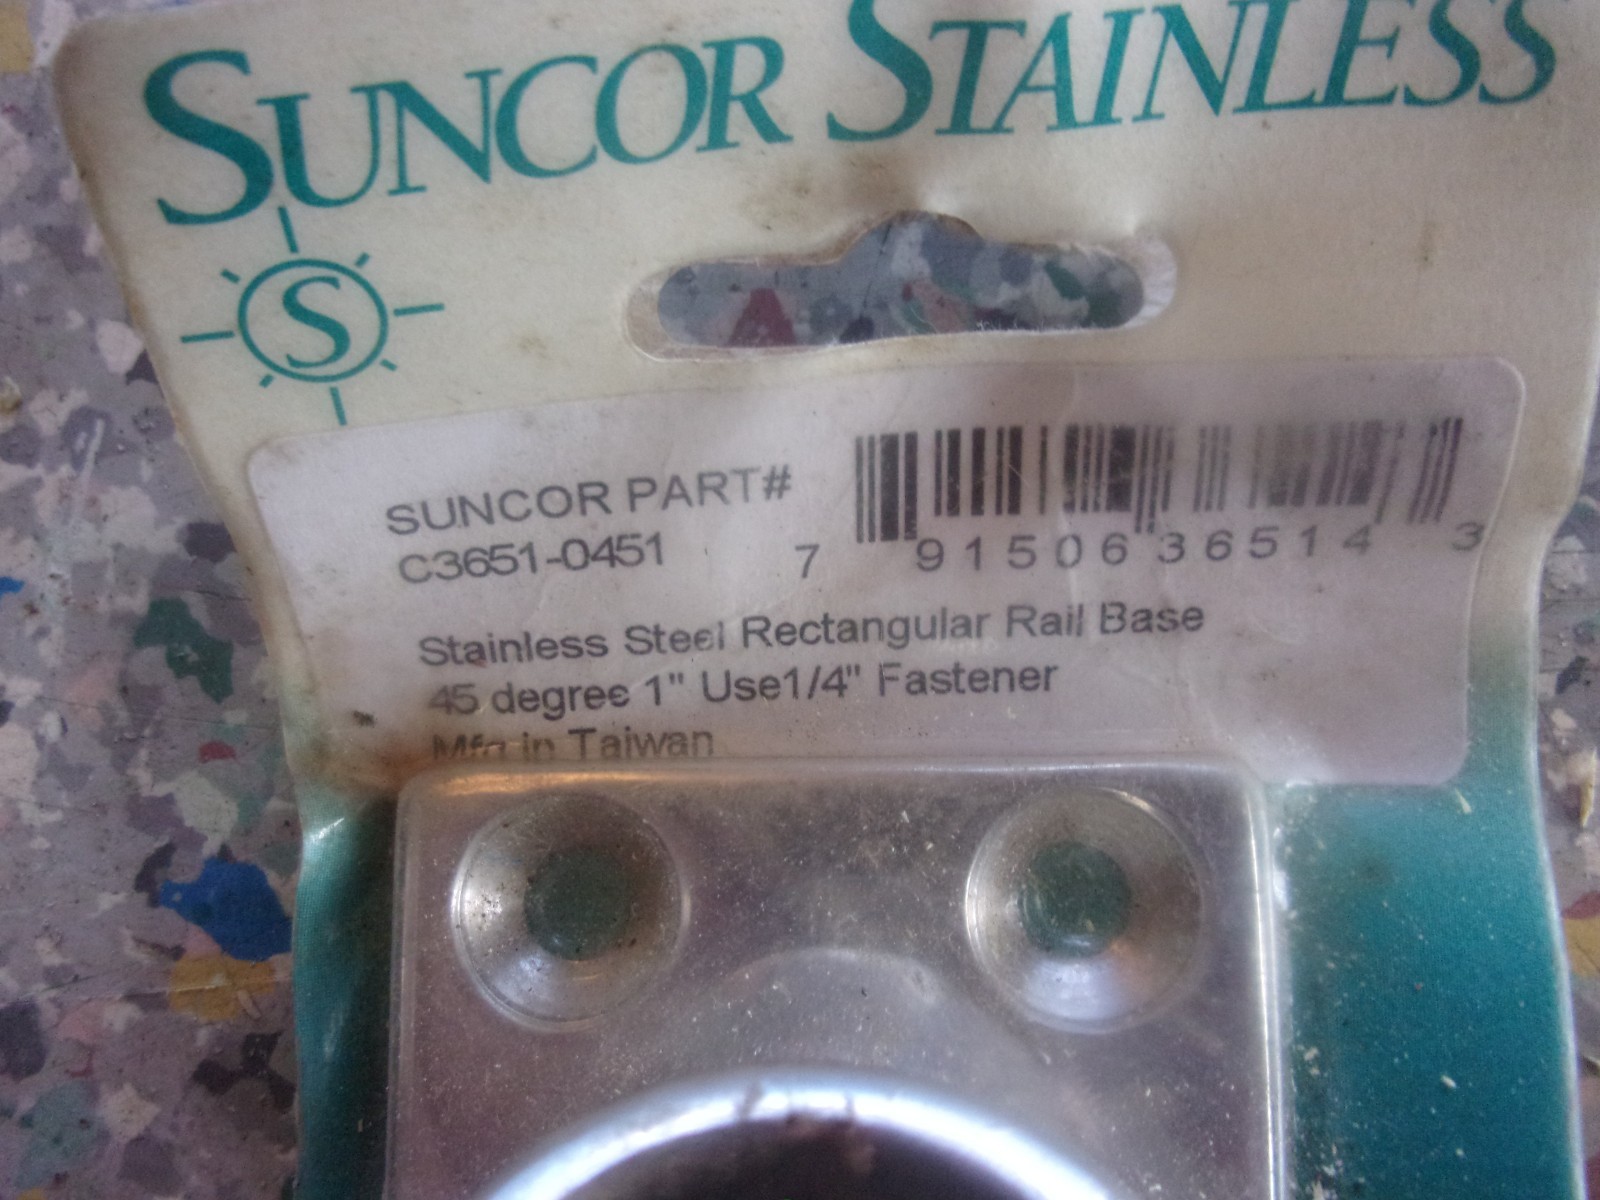 SUNCOR STAINLESS
S
SUNCOR PART#
C3651-0451
7 91506 36514 3
Stainless Steel Rectangular Rail Base
45 degree 1" Use1/4" Fastener
Mfg in Taiwan